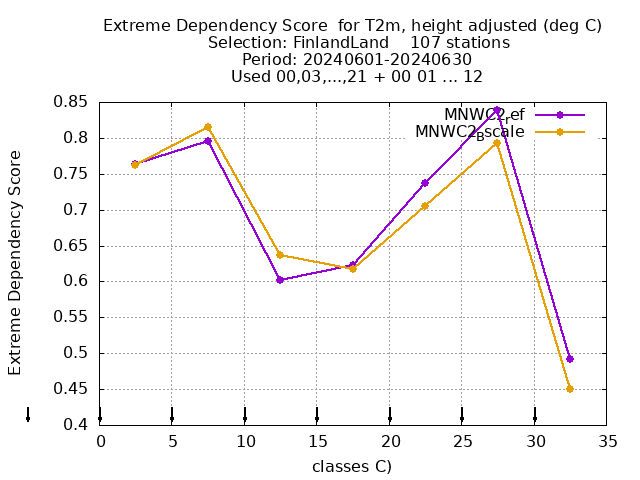 Extreme Dependency Score  for T2m, height adjusted (deg C)
Selection: FinlandLand    107 stations
Period: 20240601-20240630
Used 00,03,...,21 + 00 01 ... 12
MNWC2ref
MNWC2Bscale
Extreme Dependency Score
0.85
0.8
0.75
0.7
0.65
0.6
0.55
0.5
0.45
0.4
0 5 10 15 20 25 30 35
classes C)